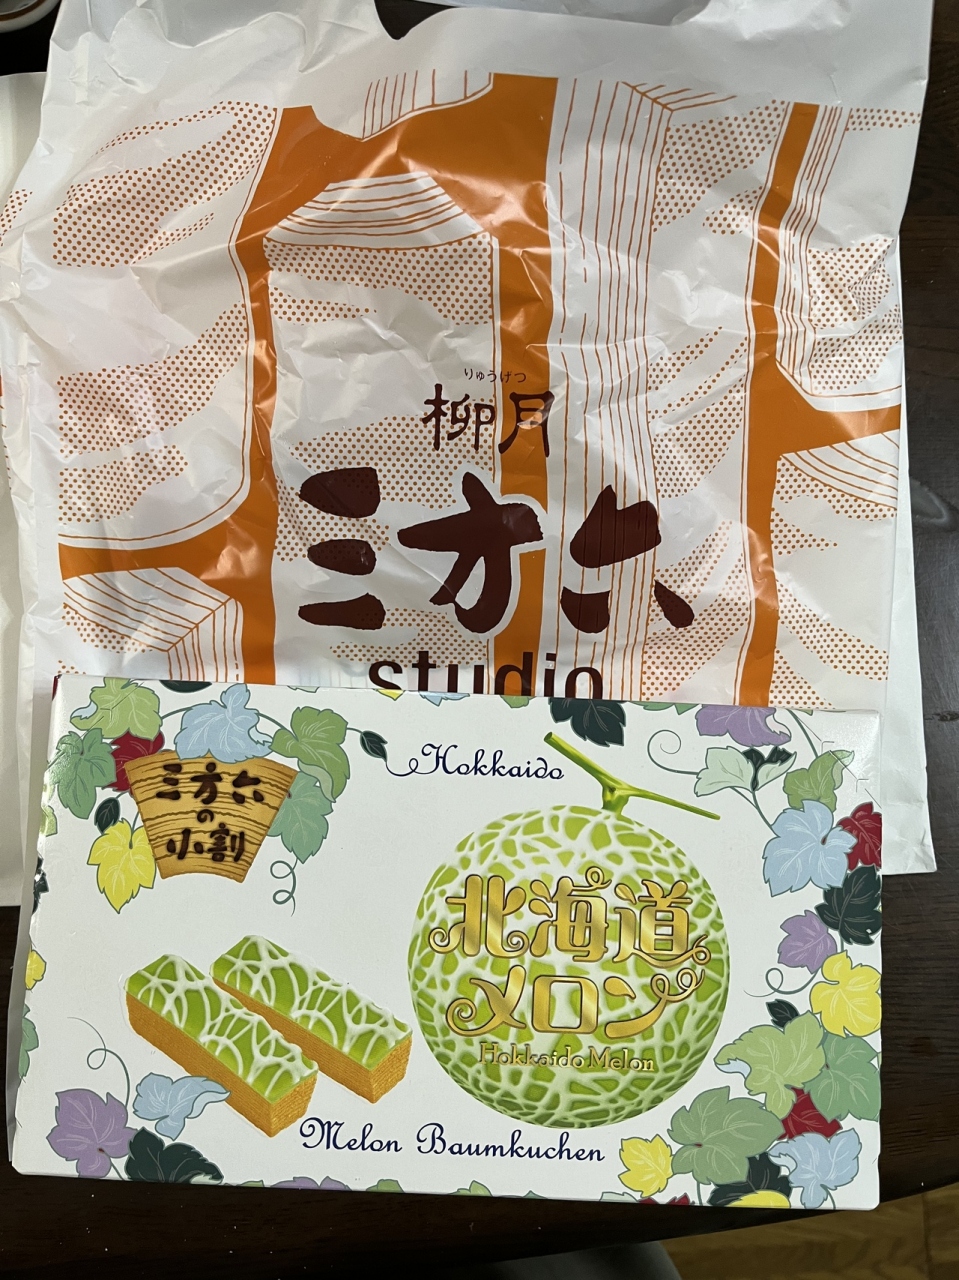 りゅうげつ
柳月
三方六
studio
Hokkaido
三方六
の
小割
北海道
メロン
Hokkaido Melon
Melon Baumkuchen